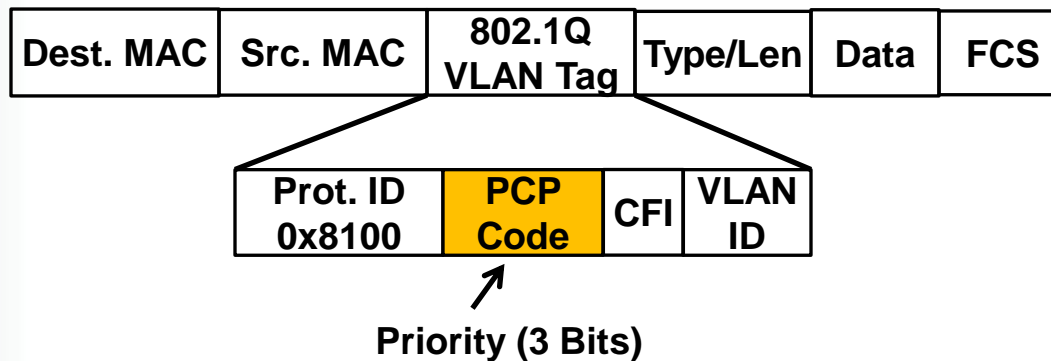 Dest. MAC
Src. MAC
802.1Q
VLAN Tag
Type/Len
Data
FCS
Prot. ID
0x8100
PCP
Code
CFI
VLAN
ID
Priority (3 Bits)